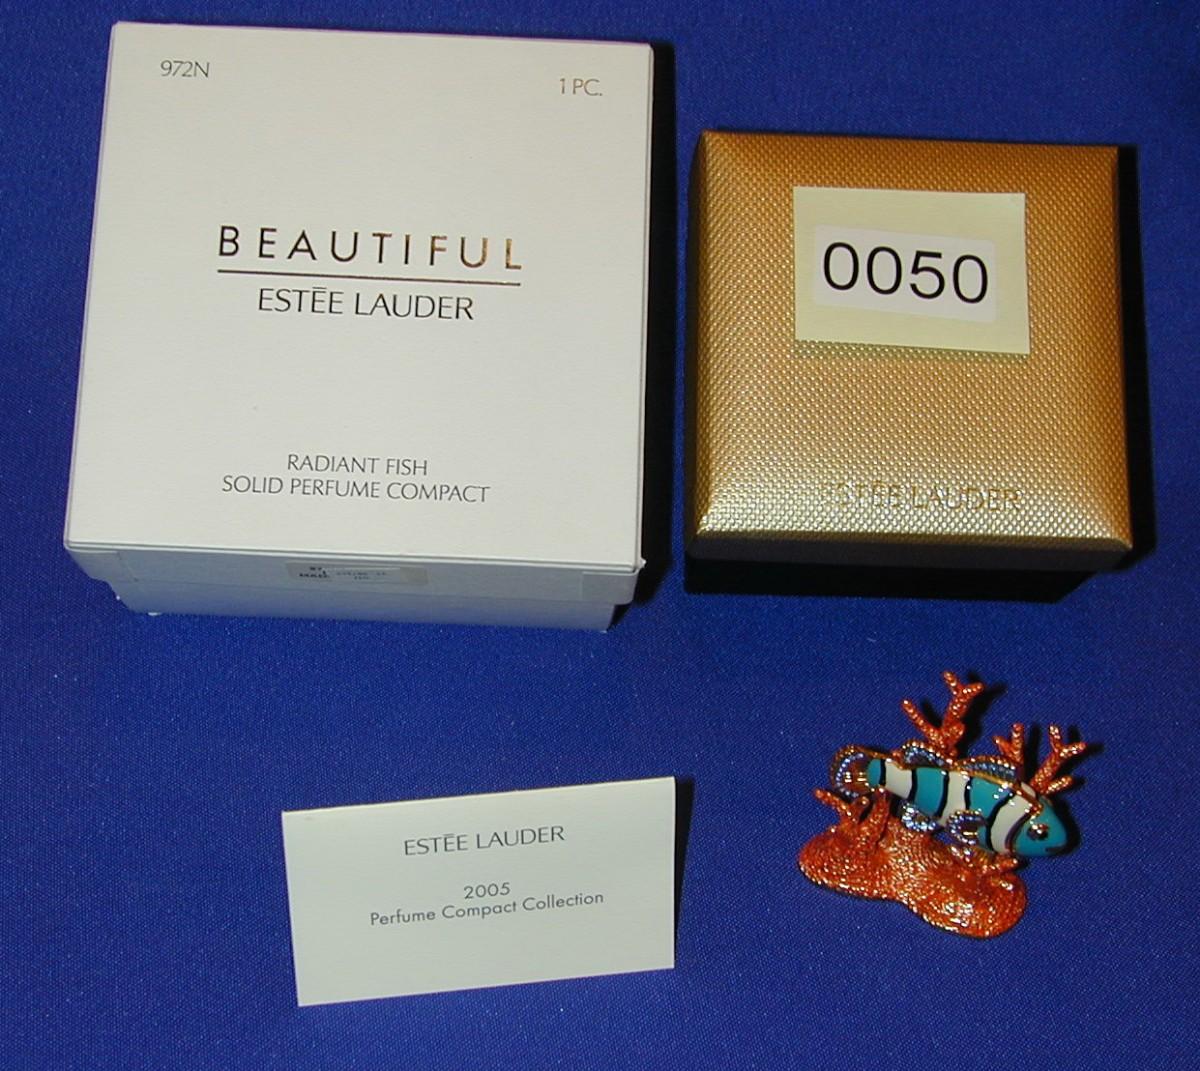 972N
1 PC.
BEAUTIFUL
ESTĒE LAUDER
RADIANT FISH
SOLID PERFUME COMPACT
0050
ESTĒE LAUDER
ESTĒE LAUDER
2005
Perfume Compact Collection